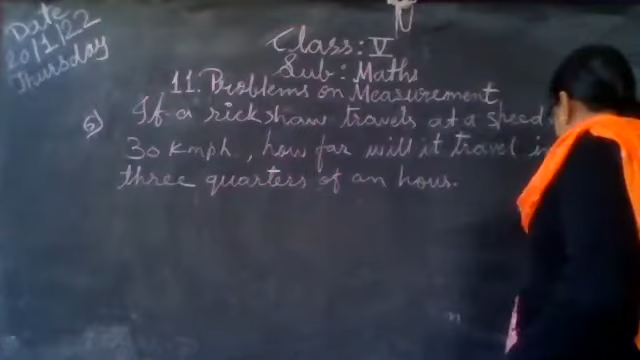 Date
20/1/22
Thursday
Class: V
Sub: Maths
11. Problems on Measurement
6) If a rickshaw travels at a speed
30 kmph, how far will it travel in
three quarters of an hour.